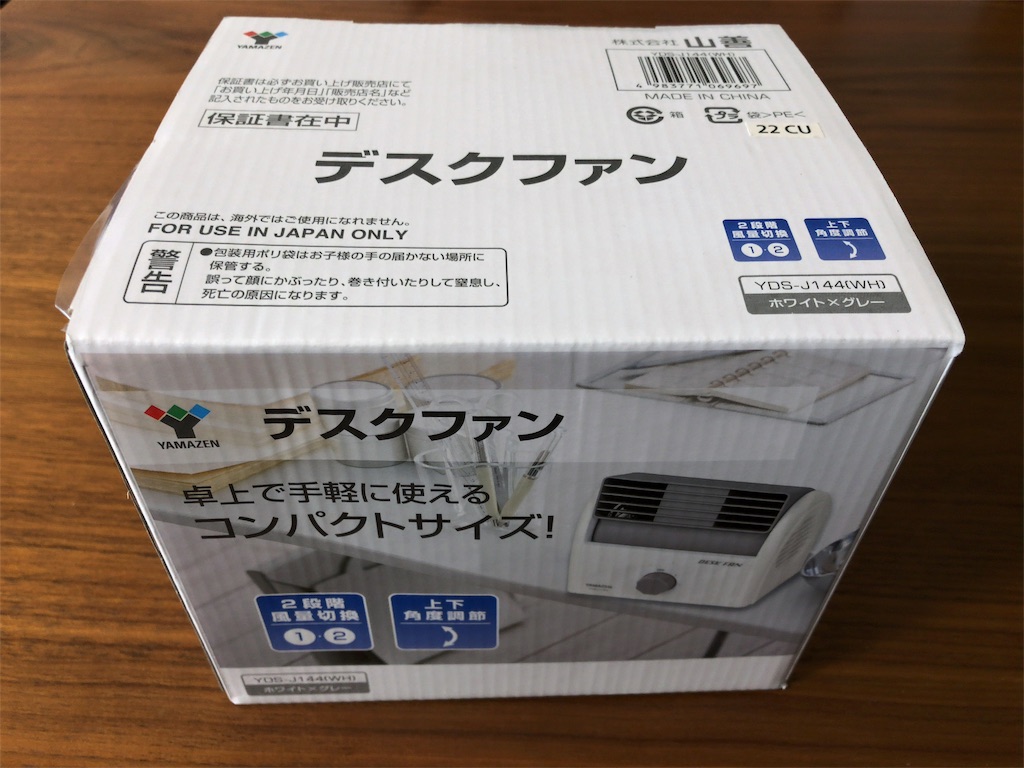 YAMAZEN
株式会社 山善
YDS-J144(WH)
4 983771 069697
MADE IN CHINA
箱
プラ
袋>PE<
22 CU
保証書は必ずお買い上げ販売店にて
「お買い上げ年月日」「販売店名」など
記入されたものをお受け取りください。
保証書在中
デスクファン
この商品は、海外ではご使用になれません。
FOR USE IN JAPAN ONLY
警告
●包装用ポリ袋はお子様の手の届かない場所に
保管する。
誤って顔にかぶったり、巻き付いたりして窒息し、
死亡の原因になります。
2段階
風量切換
1・2
上下
角度調節
YDS-J144(WH)
ホワイト×グレー
YAMAZEN
デスクファン
卓上で手軽に使える
コンパクトサイズ!
DESK FAN
2段階
風量切換
1・2
上下
角度調節
YDS-J144(WH)
ホワイト×グレー